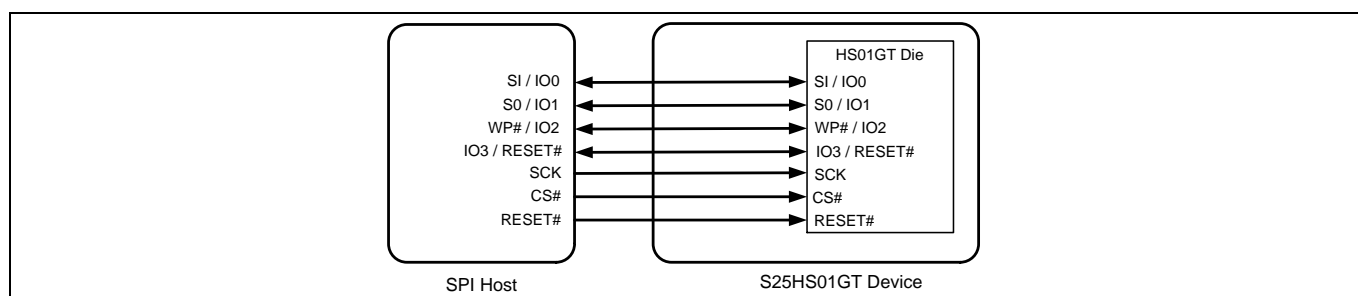 HS01GT Die
SI / IO0 SI / IO0
S0 / IO1 S0 / IO1
WP# / IO2 WP# / IO2
IO3 / RESET# IO3 / RESET#
SCK SCK
CS# CS#
RESET# RESET#
SPI Host S25HS01GT Device